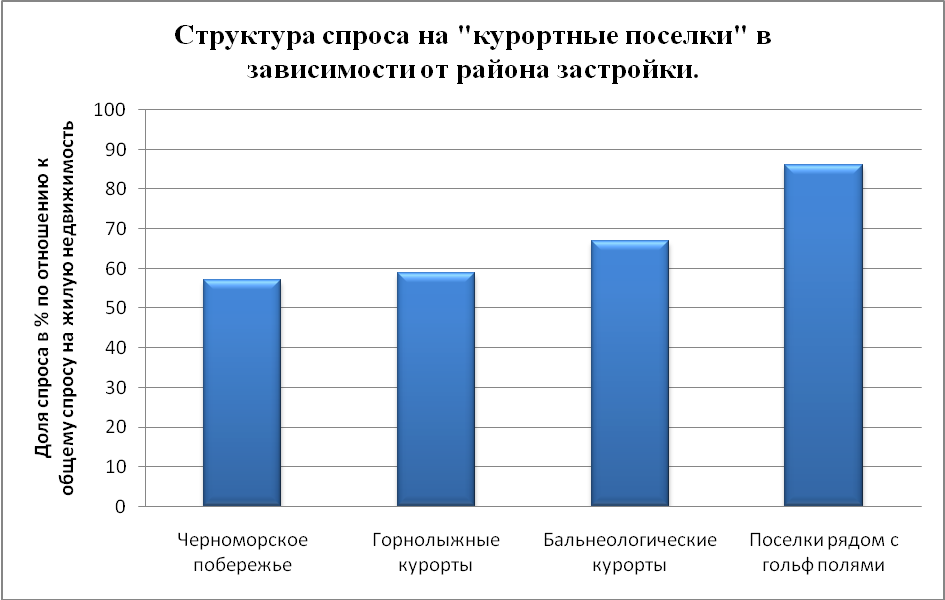 Структура спроса на "курортные поселки" в
зависимости от района застройки.
Доля спроса в % по отношению к
общему спросу на жилую недвижимость
100
90
80
70
60
50
40
30
20
10
0
Черноморское
побережье
Горнолыжные
курорты
Бальнеологические
курорты
Поселки рядом с
гольф полями